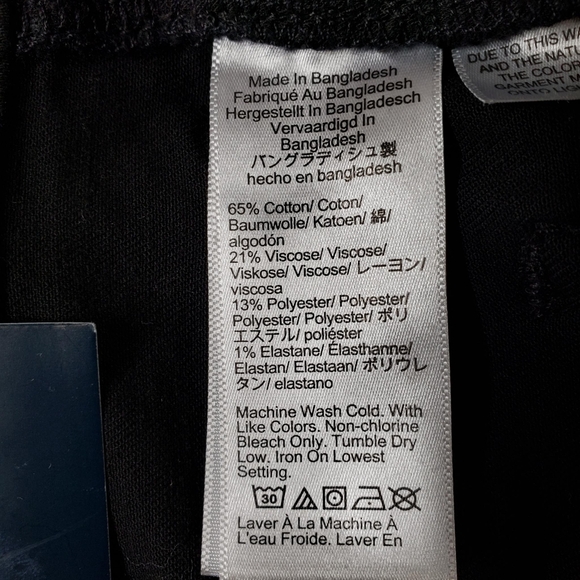 Made In Bangladesh
Fabriqué Au Bangladesh
Hergestellt In Bangladesch
Vervaardigd In
Bangladesh
バングラディシュ製
hecho en bangladesh
65% Cotton/ Coton/
Baumwolle/ Katoen/ 綿/
algodón
21% Viscose/ Viscose/
Viskose/ Viscose/ レーヨン/
viscosa
13% Polyester/ Polyester/
Polyester/ Polyester/ ポリ
エステル/ poliéster
1% Elastane/ Élasthanne/
Elastan/ Elastaan/ ポリウレ
タン/ elastano
Machine Wash Cold. With
Like Colors. Non-chlorine
Bleach Only. Tumble Dry
Low. Iron On Lowest
Setting.
30
Laver À La Machine À
L'eau Froide. Laver En
DUE TO THIS
AND THE
THE COLOR
GARMENT
ONTO